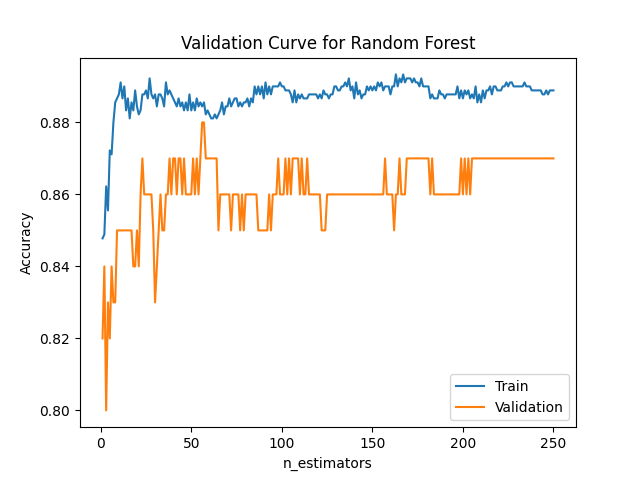 Validation Curve for Random Forest
Accuracy
0.88
0.86
0.84
0.82
0.80
0
50
100
150
200
250
n_estimators
Train
Validation